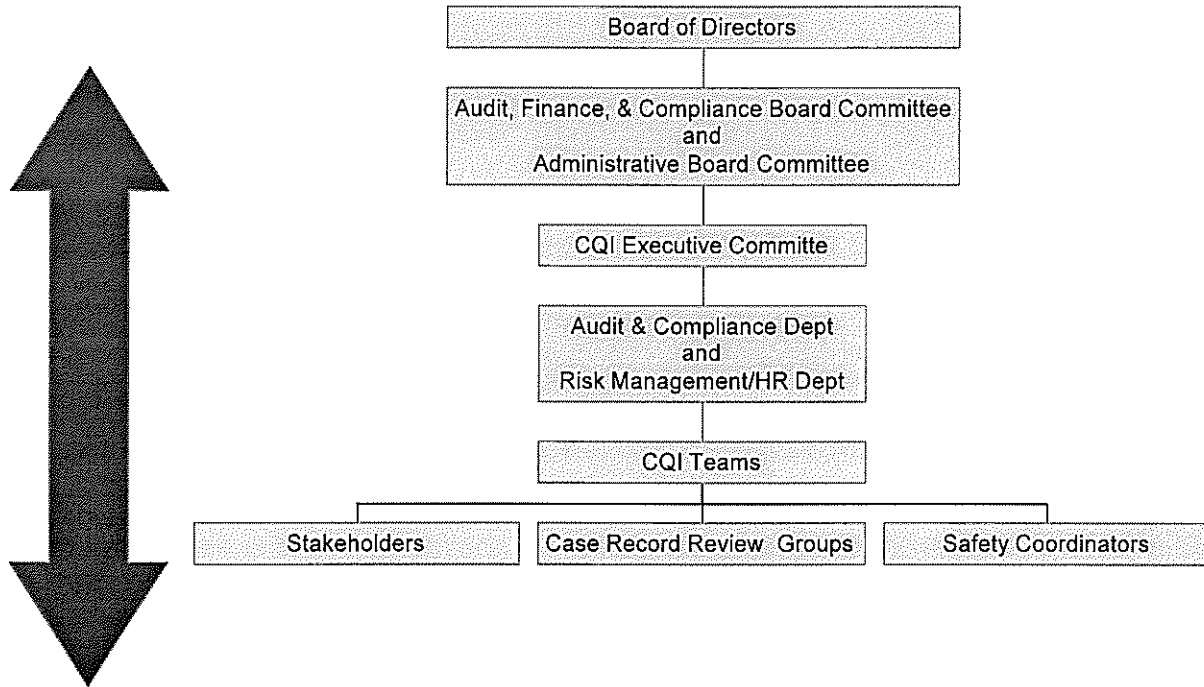 Board of Directors
Audit, Finance, & Compliance Board Committee
and
Administrative Board Committee
CQI Executive Committe
Audit & Compliance Dept
and
Risk Management/HR Dept
CQI Teams
Stakeholders
Case Record Review Groups
Safety Coordinators